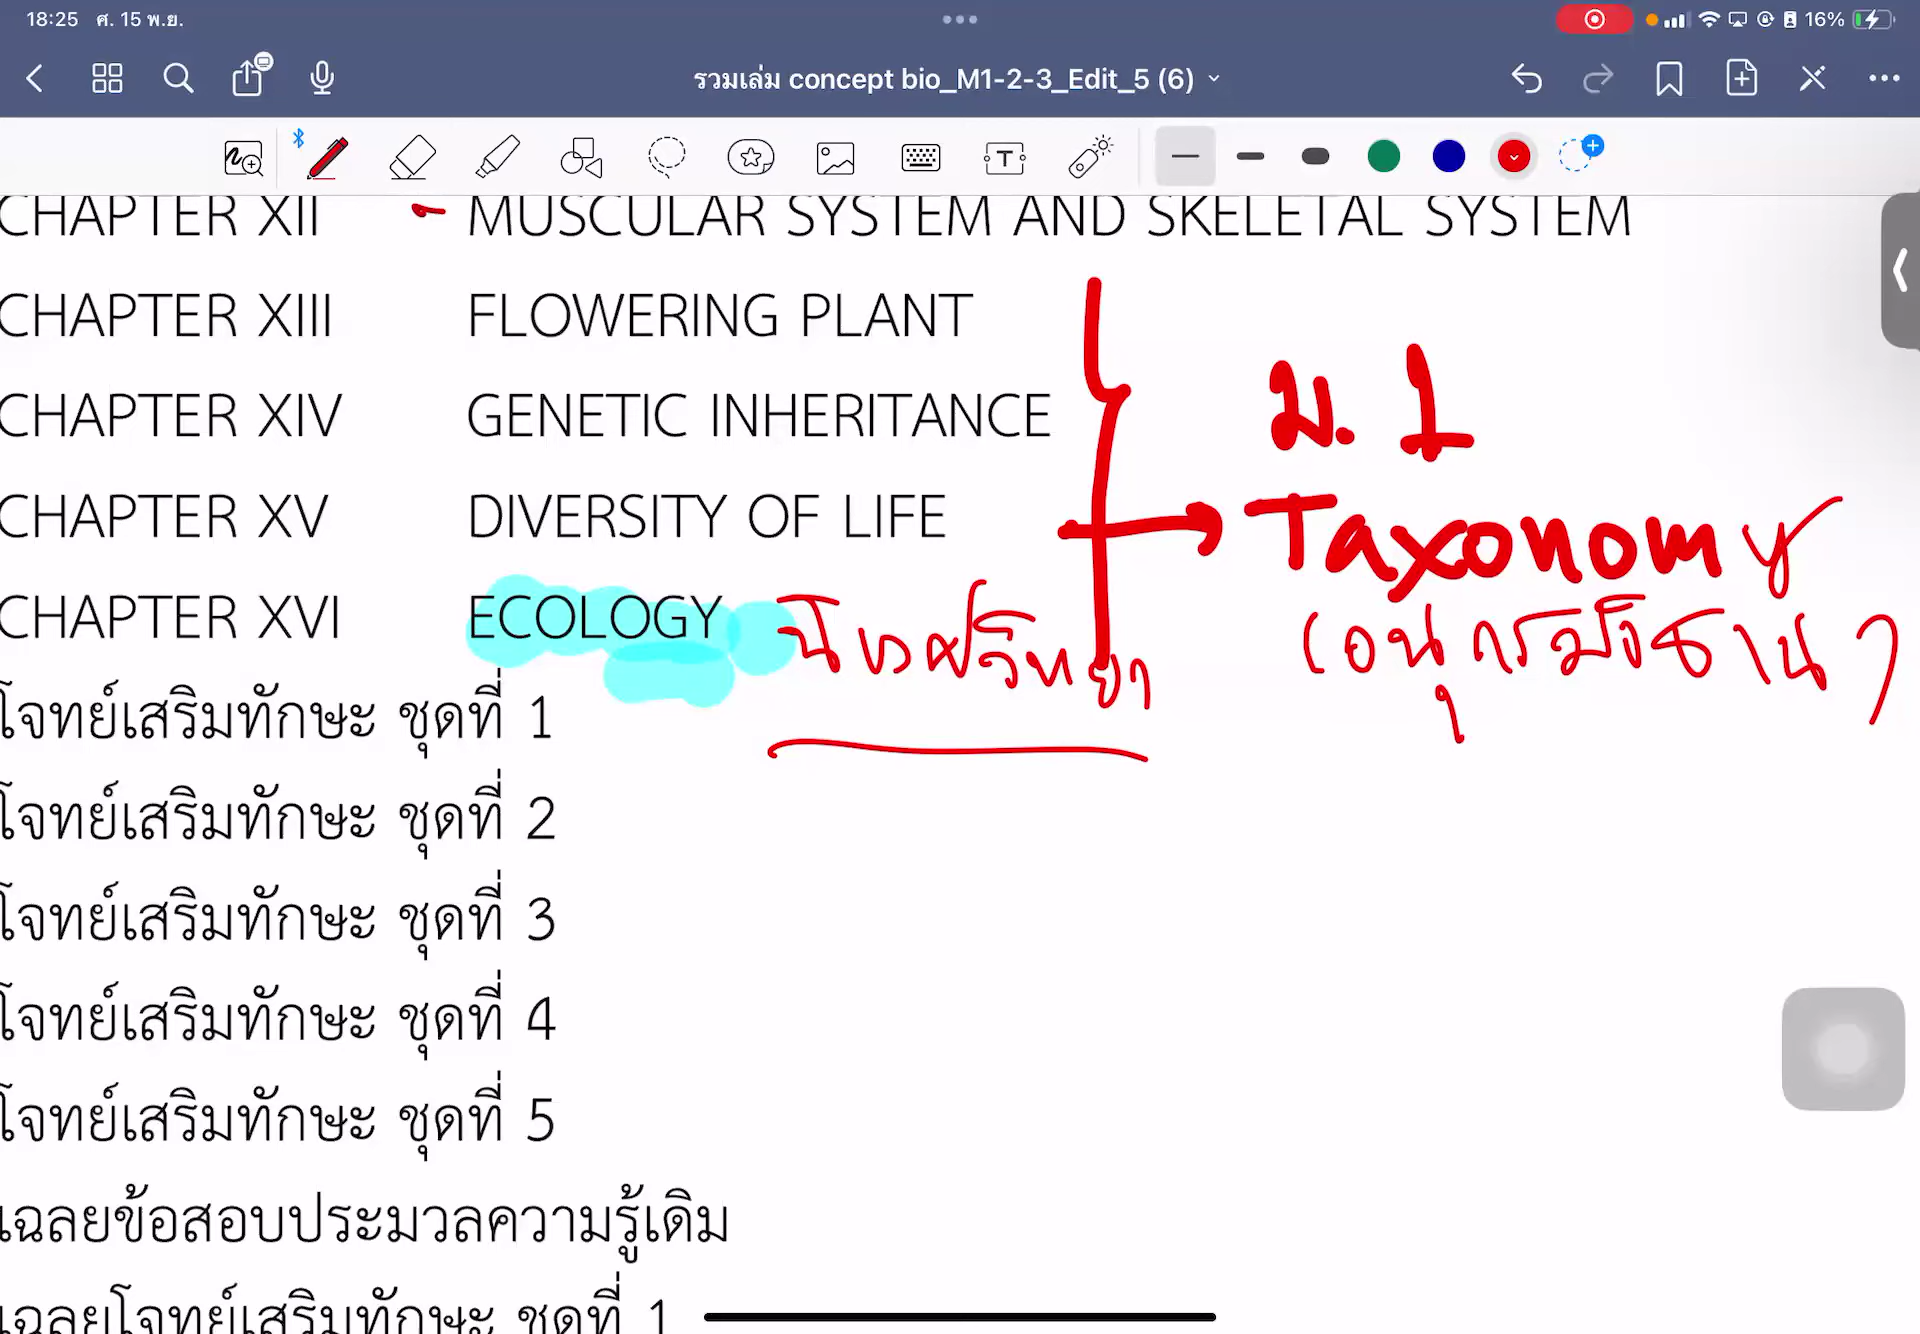 18:25 ศ. 15 พ.ย.
16%
รวมเล่ม concept bio_M1-2-3_Edit_5 (6)
CHAPTER XII MUSCULAR SYSTEM AND SKELETAL SYSTEM
CHAPTER XIII FLOWERING PLANT
CHAPTER XIV GENETIC INHERITANCE
ม. 1
CHAPTER XV DIVERSITY OF LIFE
Taxonomy
CHAPTER XVI ECOLOGY นิเวศวิทยา
(อนุกรมวิธาน)
โจทย์เสริมทักษะ ชุดที่ 1
โจทย์เสริมทักษะ ชุดที่ 2
โจทย์เสริมทักษะ ชุดที่ 3
โจทย์เสริมทักษะ ชุดที่ 4
โจทย์เสริมทักษะ ชุดที่ 5
เฉลยข้อสอบประมวลความรู้เดิม
เฉลยโจทย์เสริมทักษะ ชุดที่ 1